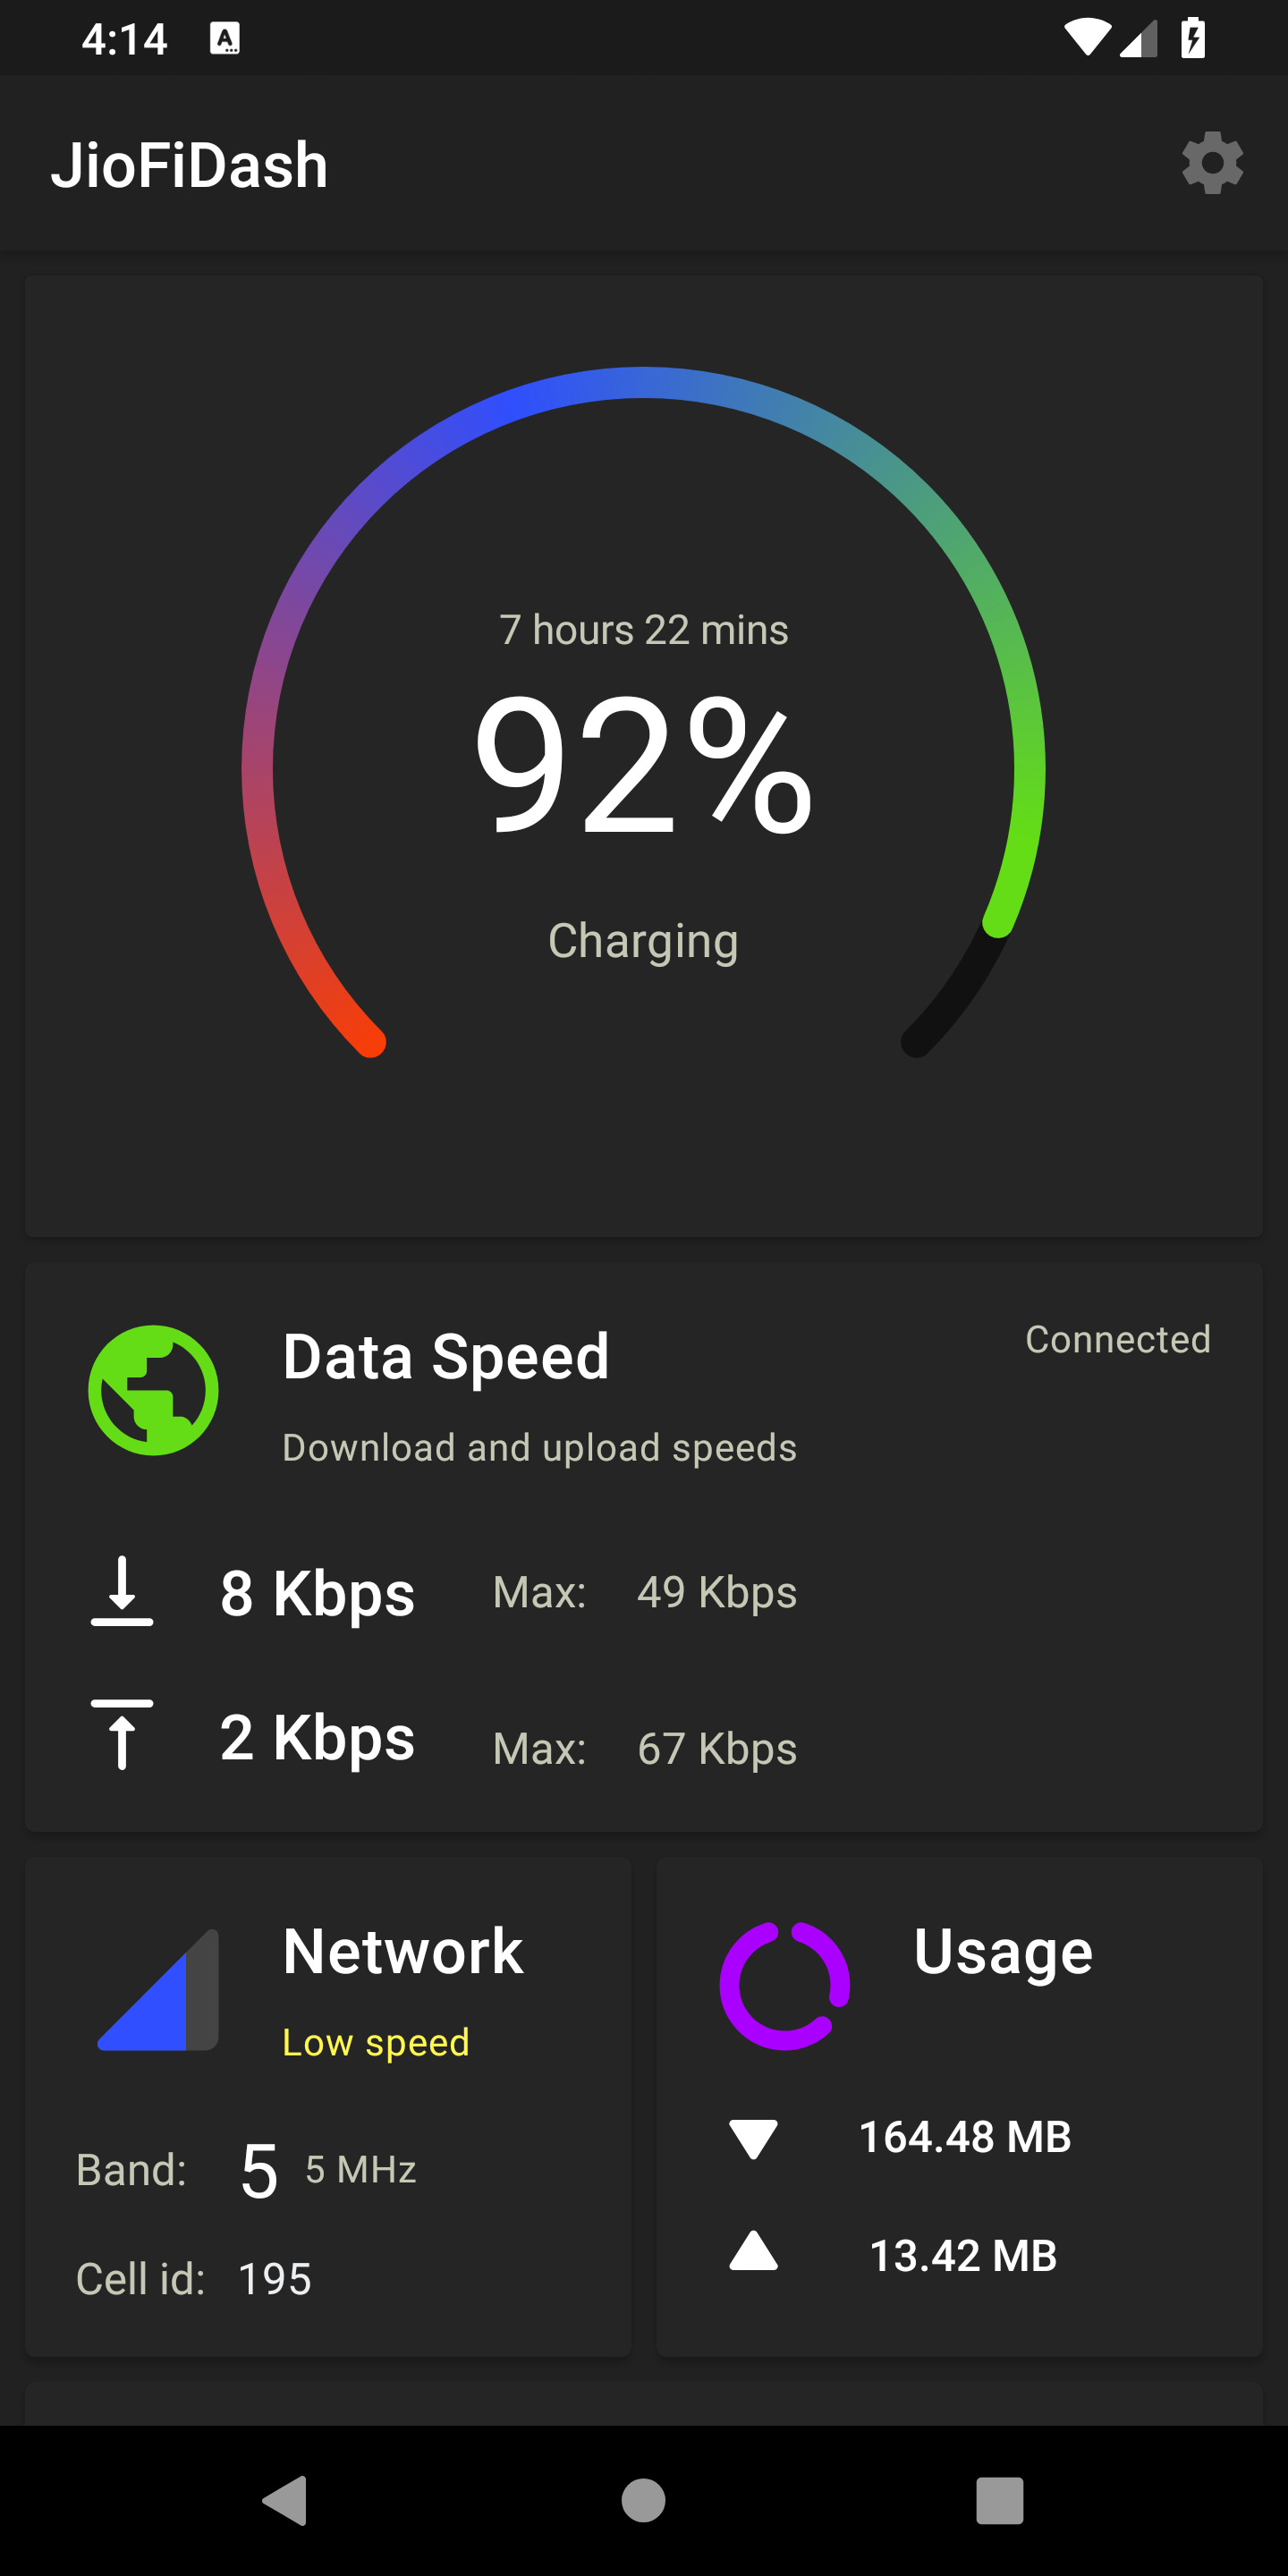 4:14
JioFiDash
7 hours 22 mins
92%
Charging
Data Speed
Connected
Download and upload speeds
8 Kbps Max: 49 Kbps
2 Kbps Max: 67 Kbps
Network
Low speed
Band: 5 5 MHz
Cell id: 195
Usage
164.48 MB
13.42 MB